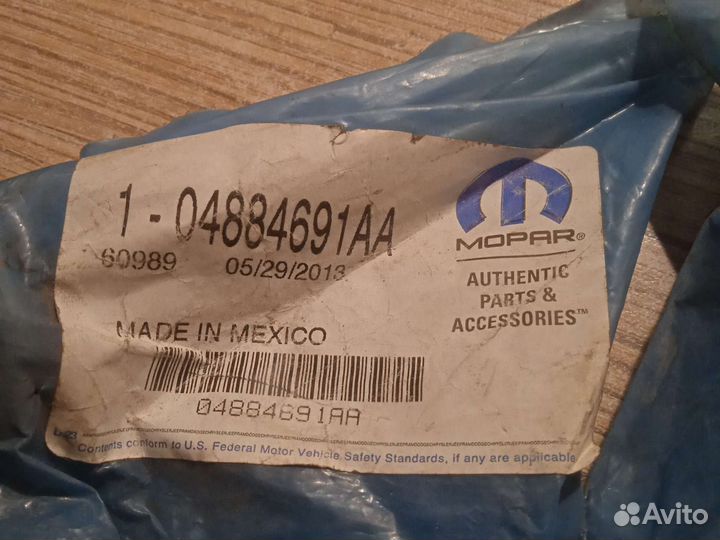 1-04884691AA
60989 05/29/2013
MADE IN MEXICO
04884691AA
MOPAR®
AUTHENTIC
PARTS &
ACCESSORIES™
Contents conform to U.S. Federal Motor Vehicle Safety Standards, if any are applicable
Avito